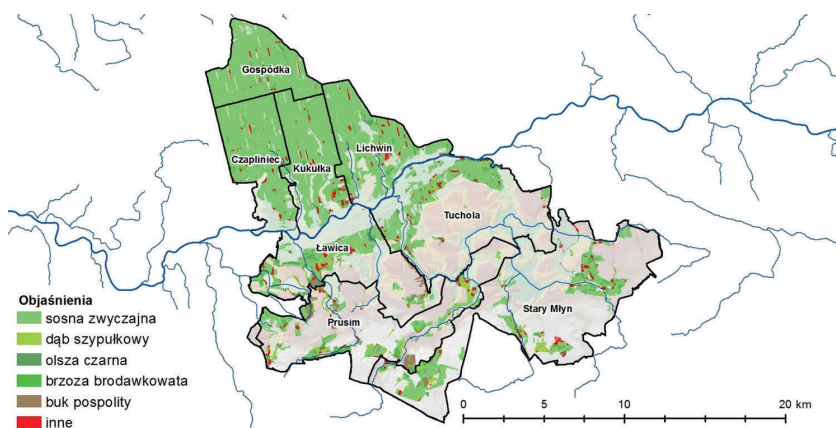 Gospódka
Czapliniec
Kukułka
Lichwin
Tuchola
Ławica
Stary Młyn
Prusim
Objaśnienia
sosna zwyczajna
dąb szypułkowy
olsza czarna
brzoza brodawkowata
buk pospolity
inne
0 5 10 20 km